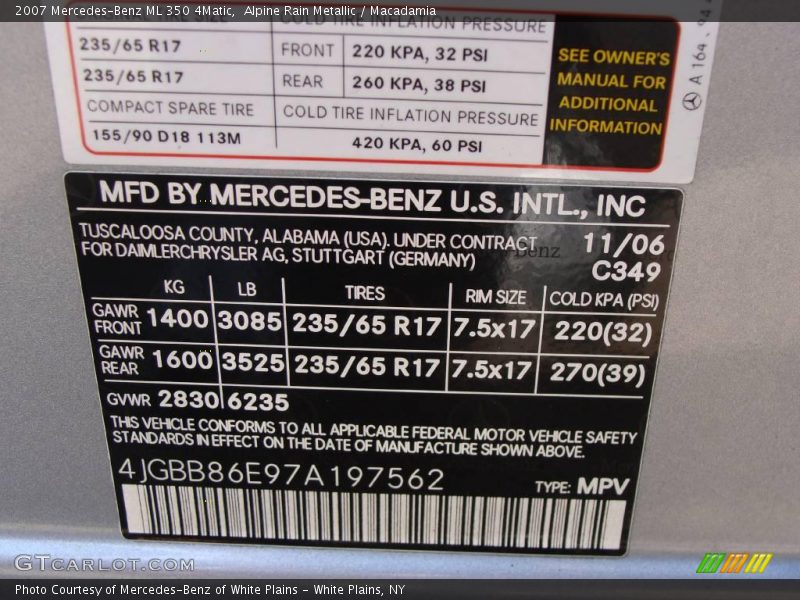 2007 Mercedes-Benz ML 350 4Matic,  Alpine Rain Metallic / Macadamia
TIRE SIZE COLD TIRE INFLATION PRESSURE
235/65 R17 FRONT 220 KPA, 32 PSI
235/65 R17 REAR 260 KPA, 38 PSI
COMPACT SPARE TIRE COLD TIRE INFLATION PRESSURE
155/90 D18 113M 420 KPA, 60 PSI
SEE OWNER'S
MANUAL FOR
ADDITIONAL
INFORMATION
A 164
MFD BY MERCEDES-BENZ U.S. INTL., INC
TUSCALOOSA COUNTY, ALABAMA (USA). UNDER CONTRACT 11/06
FOR DAIMLERCHRYSLER AG, STUTTGART (GERMANY) C349
KG LB TIRES RIM SIZE COLD KPA (PSI)
GAWR FRONT 1400 3085 235/65 R17 7.5x17 220(32)
GAWR REAR 1600 3525 235/65 R17 7.5x17 270(39)
GVWR 2830 6235
THIS VEHICLE CONFORMS TO ALL APPLICABLE FEDERAL MOTOR VEHICLE SAFETY
STANDARDS IN EFFECT ON THE DATE OF MANUFACTURE SHOWN ABOVE.
4JGBB86E97A197562 TYPE: MPV
GTCARLOT.COM
Photo Courtesy of Mercedes-Benz of White Plains - White Plains, NY